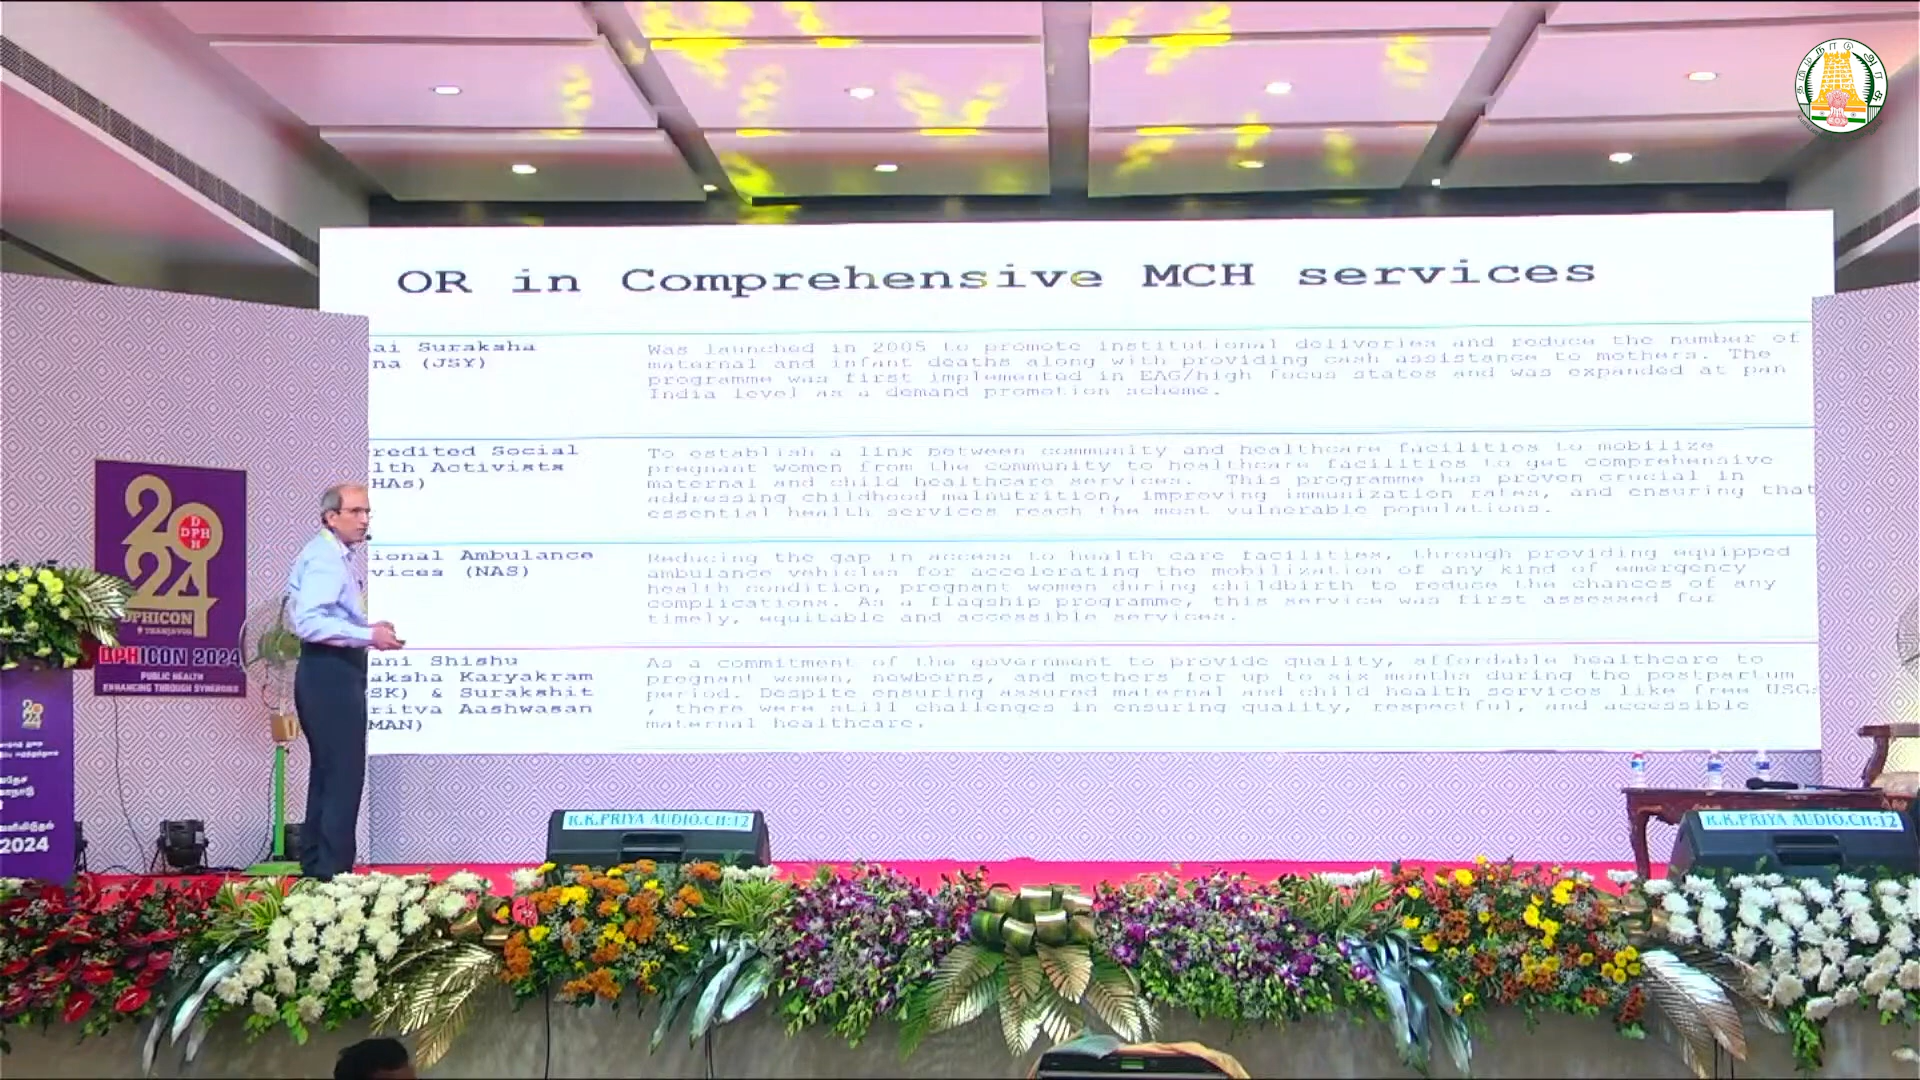 தமிழ்நாடு அரசு
OR in Comprehensive MCH services
ai Suraksha
na (JSY)
Was launched in 2005 to promote institutional deliveries and reduce the number of
maternal and infant deaths along with providing cash assistance to mothers. The
programme was first implemented in EAG/high focus states and was expanded at pan
India level as a demand promotion scheme.
redited Social
lth Activists
HAs)
To establish a link between community and healthcare facilities to mobilize
pregnant women from the community to healthcare facilities to get comprehensive
maternal and child healthcare services. This programme has proven crucial in
addressing childhood malnutrition, improving immunization rates, and ensuring that
essential health services reach the most vulnerable populations.
ional Ambulance
vices (NAS)
Reducing the gap in access to health care facilities, through providing equipped
ambulance vehicles for accelerating the mobilization of any kind of emergency
health condition, pregnant women during childbirth to reduce the chances of any
complications. As a flagship programme, this service was first assessed for
timely, equitable and accessible services.
ani Shishu
aksha Karyakram
SK) & Surakshit
ritva Aashwasan
MAN)
As a commitment of the government to provide quality, affordable healthcare to
pregnant women, newborns, and mothers for up to six months during the postpartum
period. Despite ensuring assured maternal and child health services like free USGs
, there were still challenges in ensuring quality, respectful, and accessible
maternal healthcare.
2024
DPH
DPHICON
THANJAVUR
DPHICON 2024
PUBLIC HEALTH
ENHANCING THROUGH SYNERGIES
2024
2024
K.K.PRIYA AUDIO.CH:12
K.K.PRIYA AUDIO.CH:12